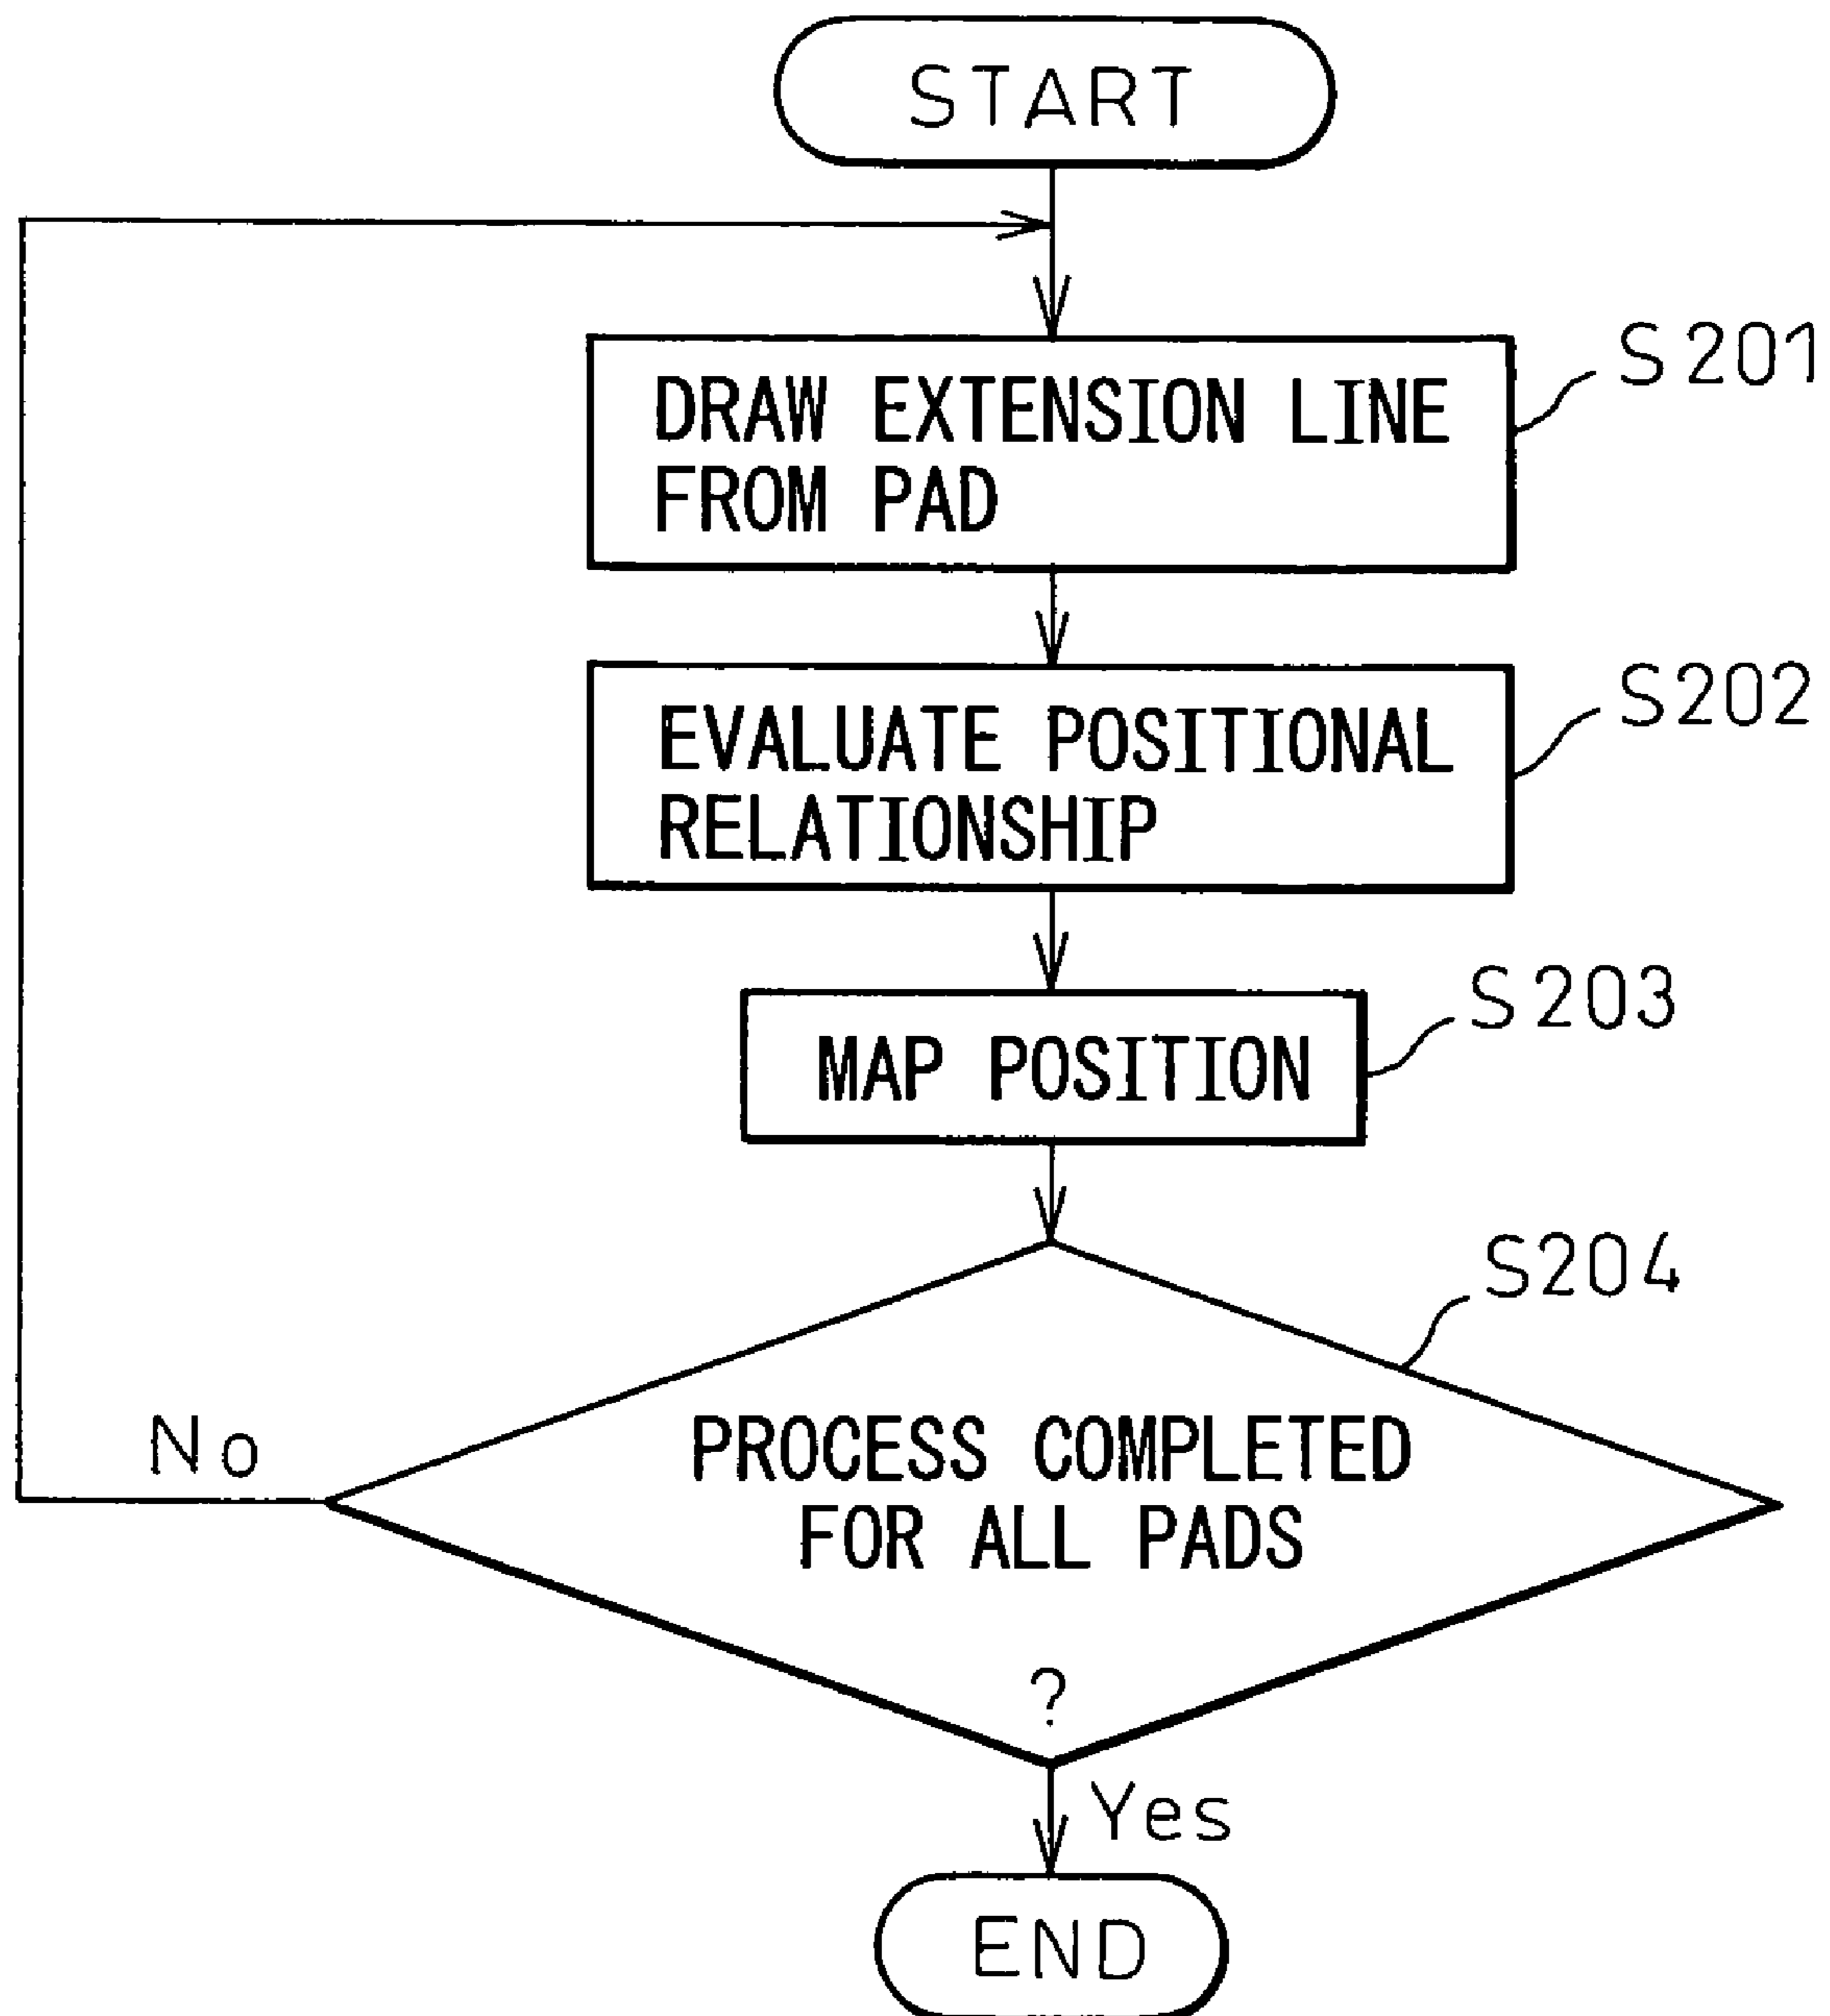 START
S201
DRAW EXTENSION LINE
FROM PAD
S202
EVALUATE POSITIONAL
RELATIONSHIP
S203
MAP POSITION
S204
No
PROCESS COMPLETED
FOR ALL PADS
?
Yes
END